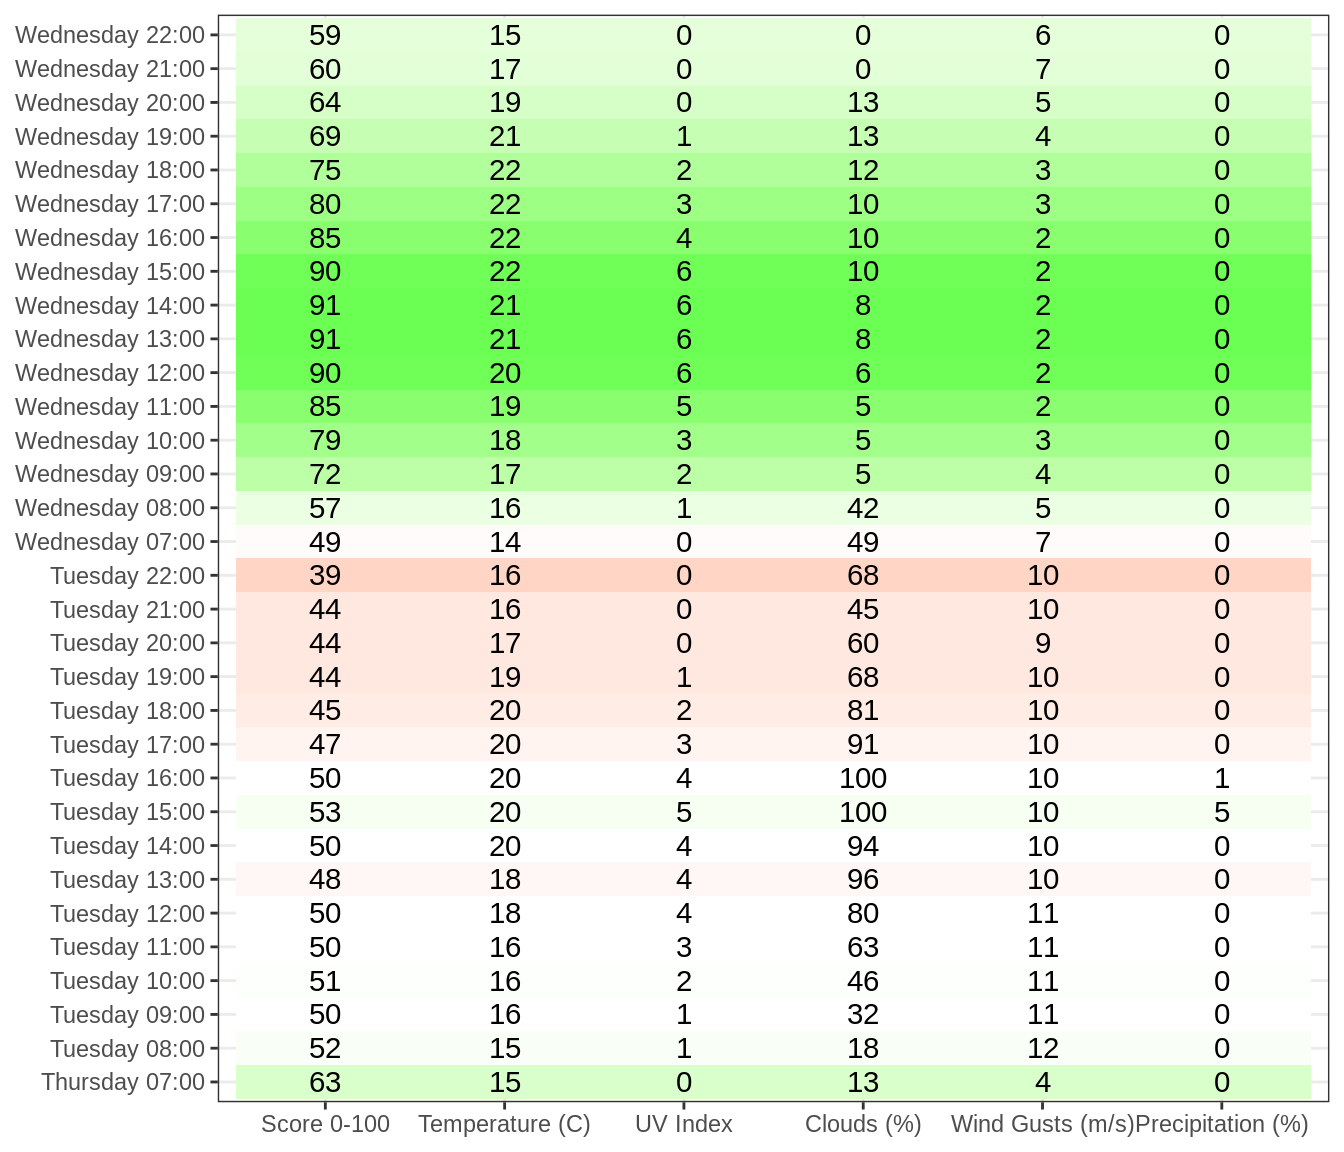 Wednesday 22:00 59 15 0 0 6 0
Wednesday 21:00 60 17 0 0 7 0
Wednesday 20:00 64 19 0 13 5 0
Wednesday 19:00 69 21 1 13 4 0
Wednesday 18:00 75 22 2 12 3 0
Wednesday 17:00 80 22 3 10 3 0
Wednesday 16:00 85 22 4 10 2 0
Wednesday 15:00 90 22 6 10 2 0
Wednesday 14:00 91 21 6 8 2 0
Wednesday 13:00 91 21 6 8 2 0
Wednesday 12:00 90 20 6 6 2 0
Wednesday 11:00 85 19 5 5 2 0
Wednesday 10:00 79 18 3 5 3 0
Wednesday 09:00 72 17 2 5 4 0
Wednesday 08:00 57 16 1 42 5 0
Wednesday 07:00 49 14 0 49 7 0
Tuesday 22:00 39 16 0 68 10 0
Tuesday 21:00 44 16 0 45 10 0
Tuesday 20:00 44 17 0 60 9 0
Tuesday 19:00 44 19 1 68 10 0
Tuesday 18:00 45 20 2 81 10 0
Tuesday 17:00 47 20 3 91 10 0
Tuesday 16:00 50 20 4 100 10 1
Tuesday 15:00 53 20 5 100 10 5
Tuesday 14:00 50 20 4 94 10 0
Tuesday 13:00 48 18 4 96 10 0
Tuesday 12:00 50 18 4 80 11 0
Tuesday 11:00 50 16 3 63 11 0
Tuesday 10:00 51 16 2 46 11 0
Tuesday 09:00 50 16 1 32 11 0
Tuesday 08:00 52 15 1 18 12 0
Thursday 07:00 63 15 0 13 4 0
Score 0-100 Temperature (C) UV Index Clouds (%) Wind Gusts (m/s) Precipitation (%)